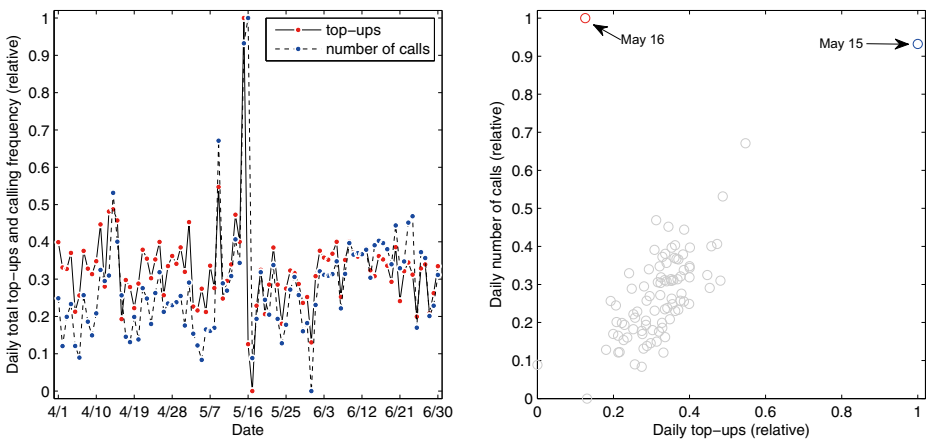 Daily total top−ups and calling frequency (relative)
1
0.9
0.8
0.7
0.6
0.5
0.4
0.3
0.2
0.1
0
4/1 4/10 4/19 4/28 5/7 5/16 5/25 6/3 6/12 6/21 6/30
Date
top−ups
number of calls
Daily number of calls (relative)
1
0.9
0.8
0.7
0.6
0.5
0.4
0.3
0.2
0.1
0
0 0.2 0.4 0.6 0.8 1
Daily top−ups (relative)
May 16
May 15